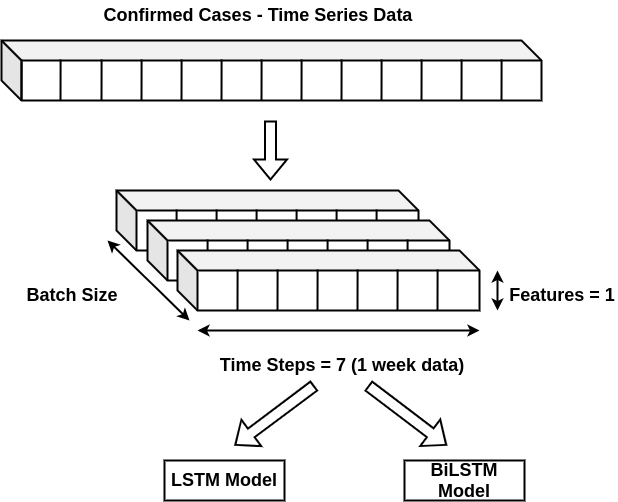 Confirmed Cases - Time Series Data
Batch Size
Features = 1
Time Steps = 7 (1 week data)
LSTM Model
BiLSTM
Model